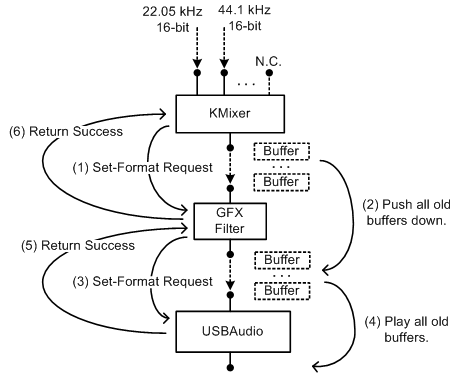 22.05 kHz
16-bit
44.1 kHz
16-bit
N.C.
. . .
KMixer
(6) Return Success
(1) Set-Format Request
Buffer
. . .
Buffer
(2) Push all old
buffers down.
GFX
Filter
(5) Return Success
(3) Set-Format Request
Buffer
. . .
Buffer
(4) Play all old
buffers.
USBAudio